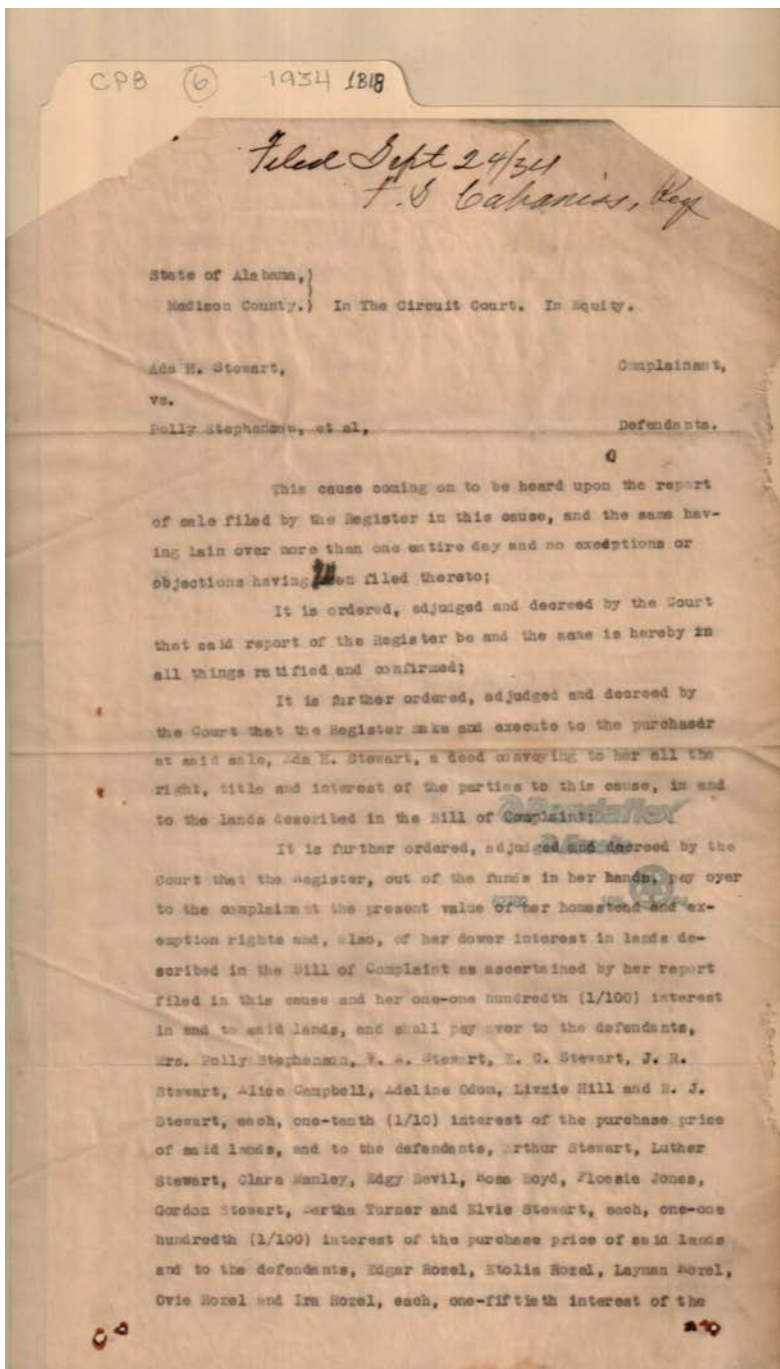 CPB 6 1934 1318
Filed Sept 24/34
F. D Cabaniss, Reg
State of Alabama,)
)
Madison County.) In The Circuit Court. In Equity.
Ada H. Stewart, Complainant,
vs.
Polly Stephenson, et al, Defendants.
This cause coming on to be heard upon the report
of sale filed by the Register in this cause, and the same hav-
ing lain over more than one entire day and no exceptions or
objections having been filed thereto;
It is ordered, adjudged and decreed by the Court
that said report of the Register be and the same is hereby in
all things ratified and confirmed;
It is further ordered, adjudged and decreed by
the Court that the Register make and execute to the purchasdr
at said sale, Ada H. Stewart, a deed conveying to her all the
right, title and interest of the parties to this cause, in and
to the lands described in the Bill of Complaint;
Pendaflex
It is further ordered, adjudged and decreed by the
Court that the Register, out of the funds in her hands, pay oyer
to the complainant the present value of her homestead and ex-
emption rights and, also, of her dower interest in lands de-
scribed in the Bill of Complaint as ascertained by her report
filed in this cause and her one-one hundredth (1/100) interest
in and to said lands, and shall pay over to the defendants,
Mrs. Polly Stephenson, A. Stewart, C. Stewart, J. R.
Stewart, Alice Campbell, Adeline Odom, Lizzie Hill and J.
Stewart, each, one-tenth (1/10) interest of the purchase price
of said lands, and to the defendants, Arthur Stewart, Luther
Stewart, Clara Manley, Edgy Bevil, Rosa Boyd, Flossie Jones,
Gordon Stewart, Bertha Turner and Elvie Stewart, each, one-one
hundredth (1/100) interest of the purchase price of said lands
and to the defendants, Edgar Rozel, Etolia Rozel, Layman Rozel,
Ovie Rozel and Ira Rozel, each, one-fiftieth interest of the